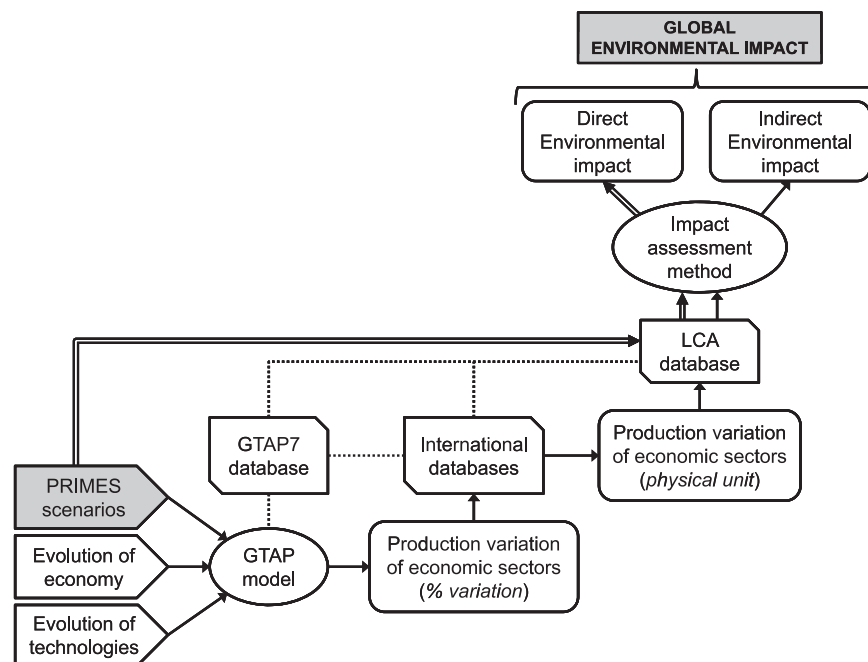 GLOBAL
ENVIRONMENTAL IMPACT
Direct
Environmental
impact
Indirect
Environmental
impact
Impact
assessment
method
LCA
database
GTAP7
database
International
databases
Production variation
of economic sectors
(physical unit)
PRIMES
scenarios
Evolution of
economy
Evolution of
technologies
GTAP
model
Production variation
of economic sectors
(% variation)